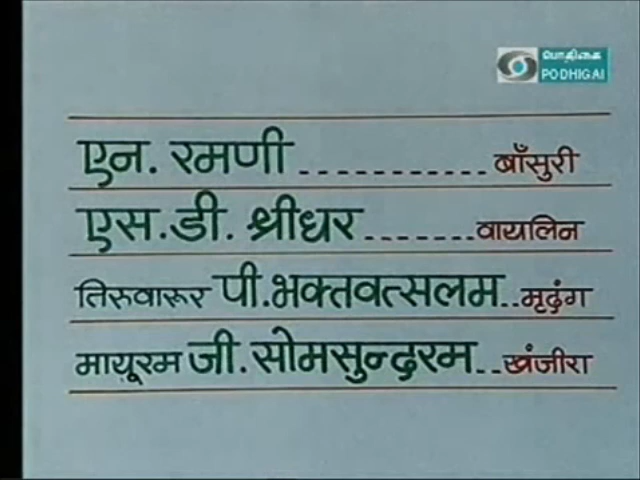 பொதிகை
PODHIGAI
एन. रमणी ........... बाँसुरी
एस.डी. श्रीधर ....... वायलिन
तिरुवारूर पी.भक्तवत्सलम ..मृदंग
मायूरम जी.सोमसुन्दरम ..खंजीरा